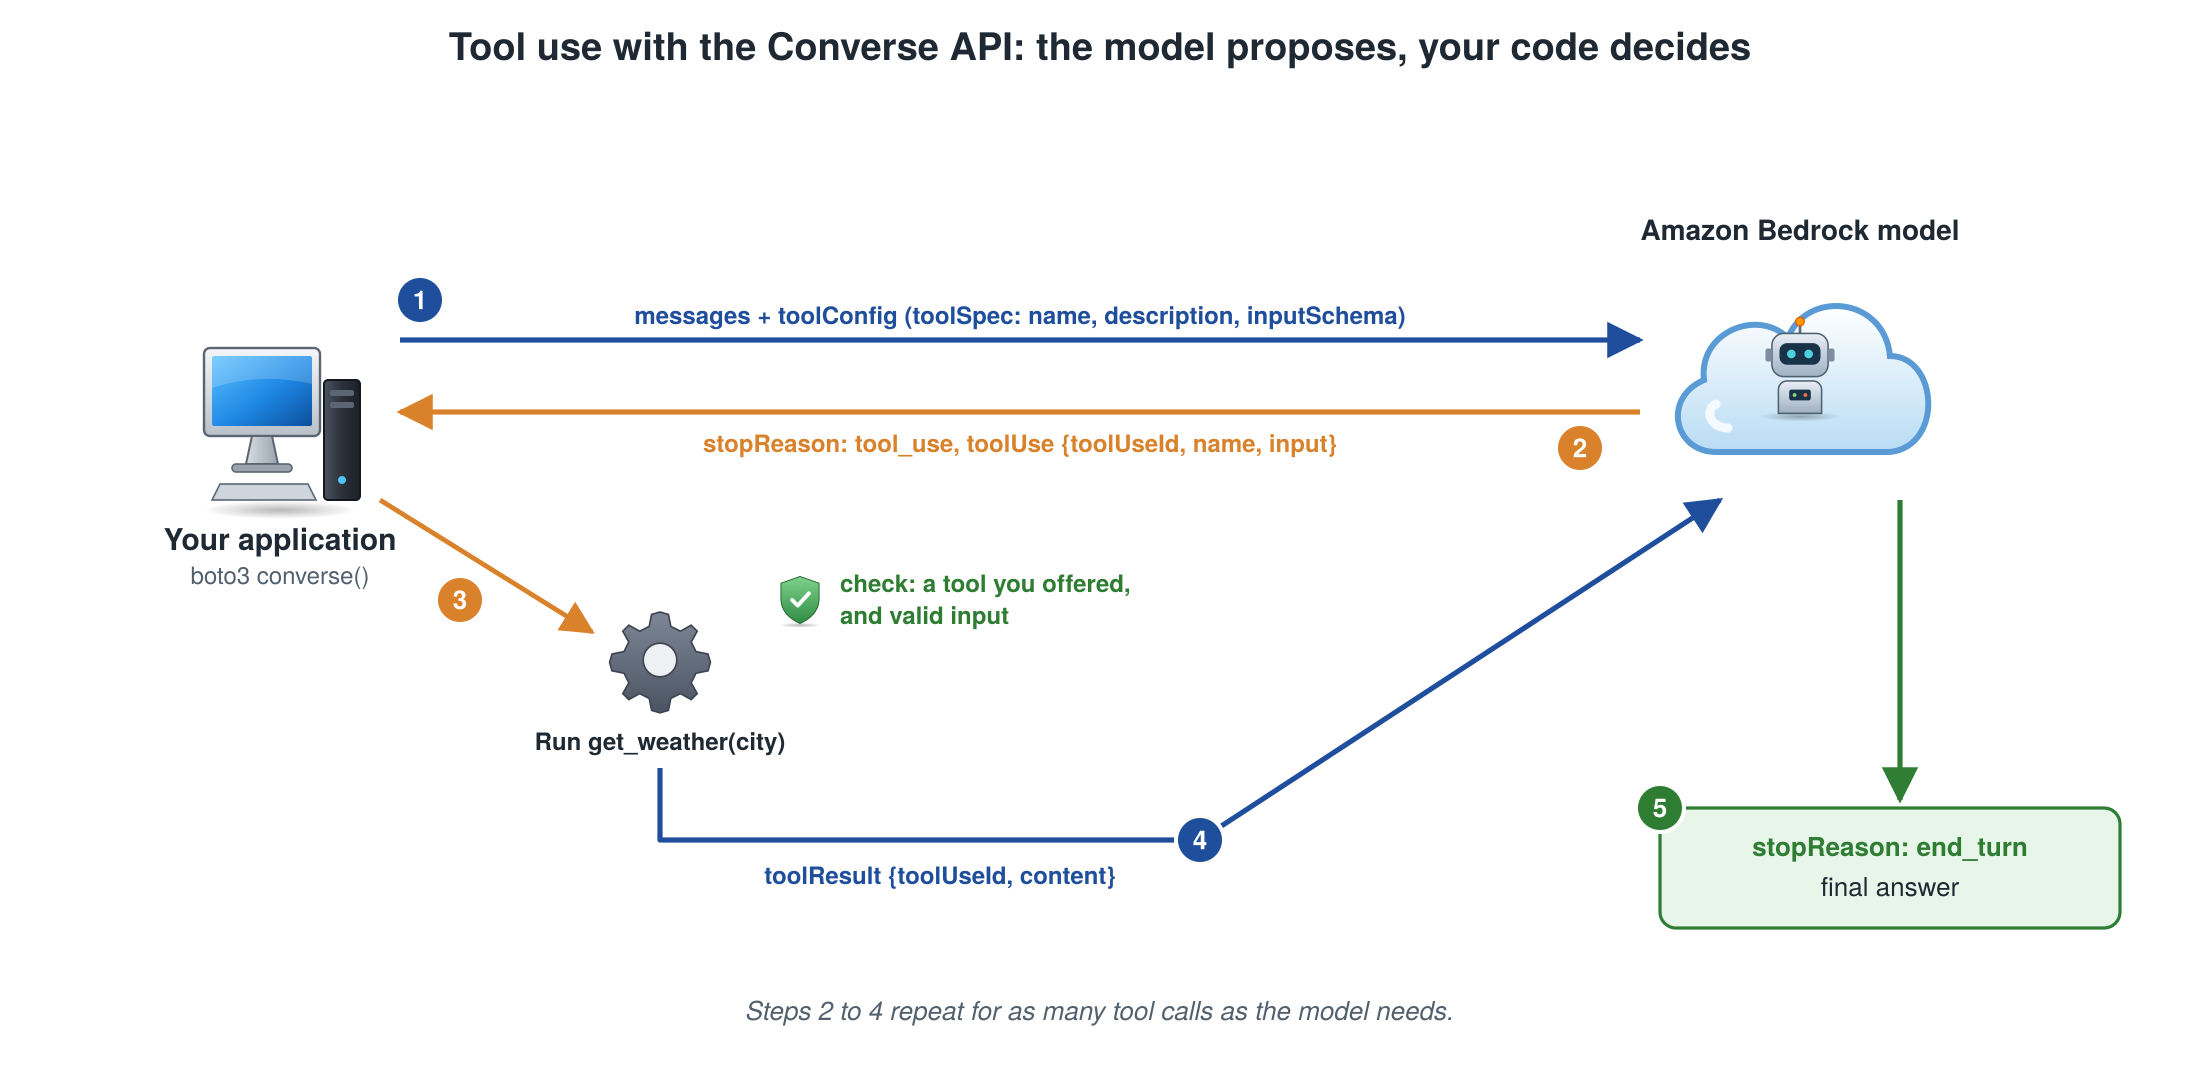 Tool use with the Converse API: the model proposes, your code decides
Amazon Bedrock model
1
messages + toolConfig (toolSpec: name, description, inputSchema)
stopReason: tool_use, toolUse {toolUseId, name, input}
2
Your application
boto3 converse()
3
check: a tool you offered,
and valid input
Run get_weather(city)
4
toolResult {toolUseId, content}
5
stopReason: end_turn
final answer
Steps 2 to 4 repeat for as many tool calls as the model needs.